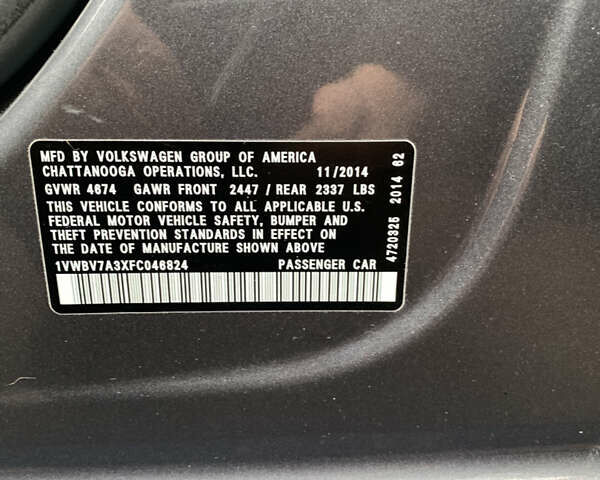 MFD BY VOLKSWAGEN GROUP OF AMERICA
CHATTANOOGA OPERATIONS, LLC. 11/2014
GVWR 4674 GAWR FRONT 2447 / REAR 2337 LBS
THIS VEHICLE CONFORMS TO ALL APPLICABLE U.S.
FEDERAL MOTOR VEHICLE SAFETY, BUMPER AND
THEFT PREVENTION STANDARDS IN EFFECT ON
THE DATE OF MANUFACTURE SHOWN ABOVE
1VWBV7A3XFC046824 PASSENGER CAR
4720325 2014 62